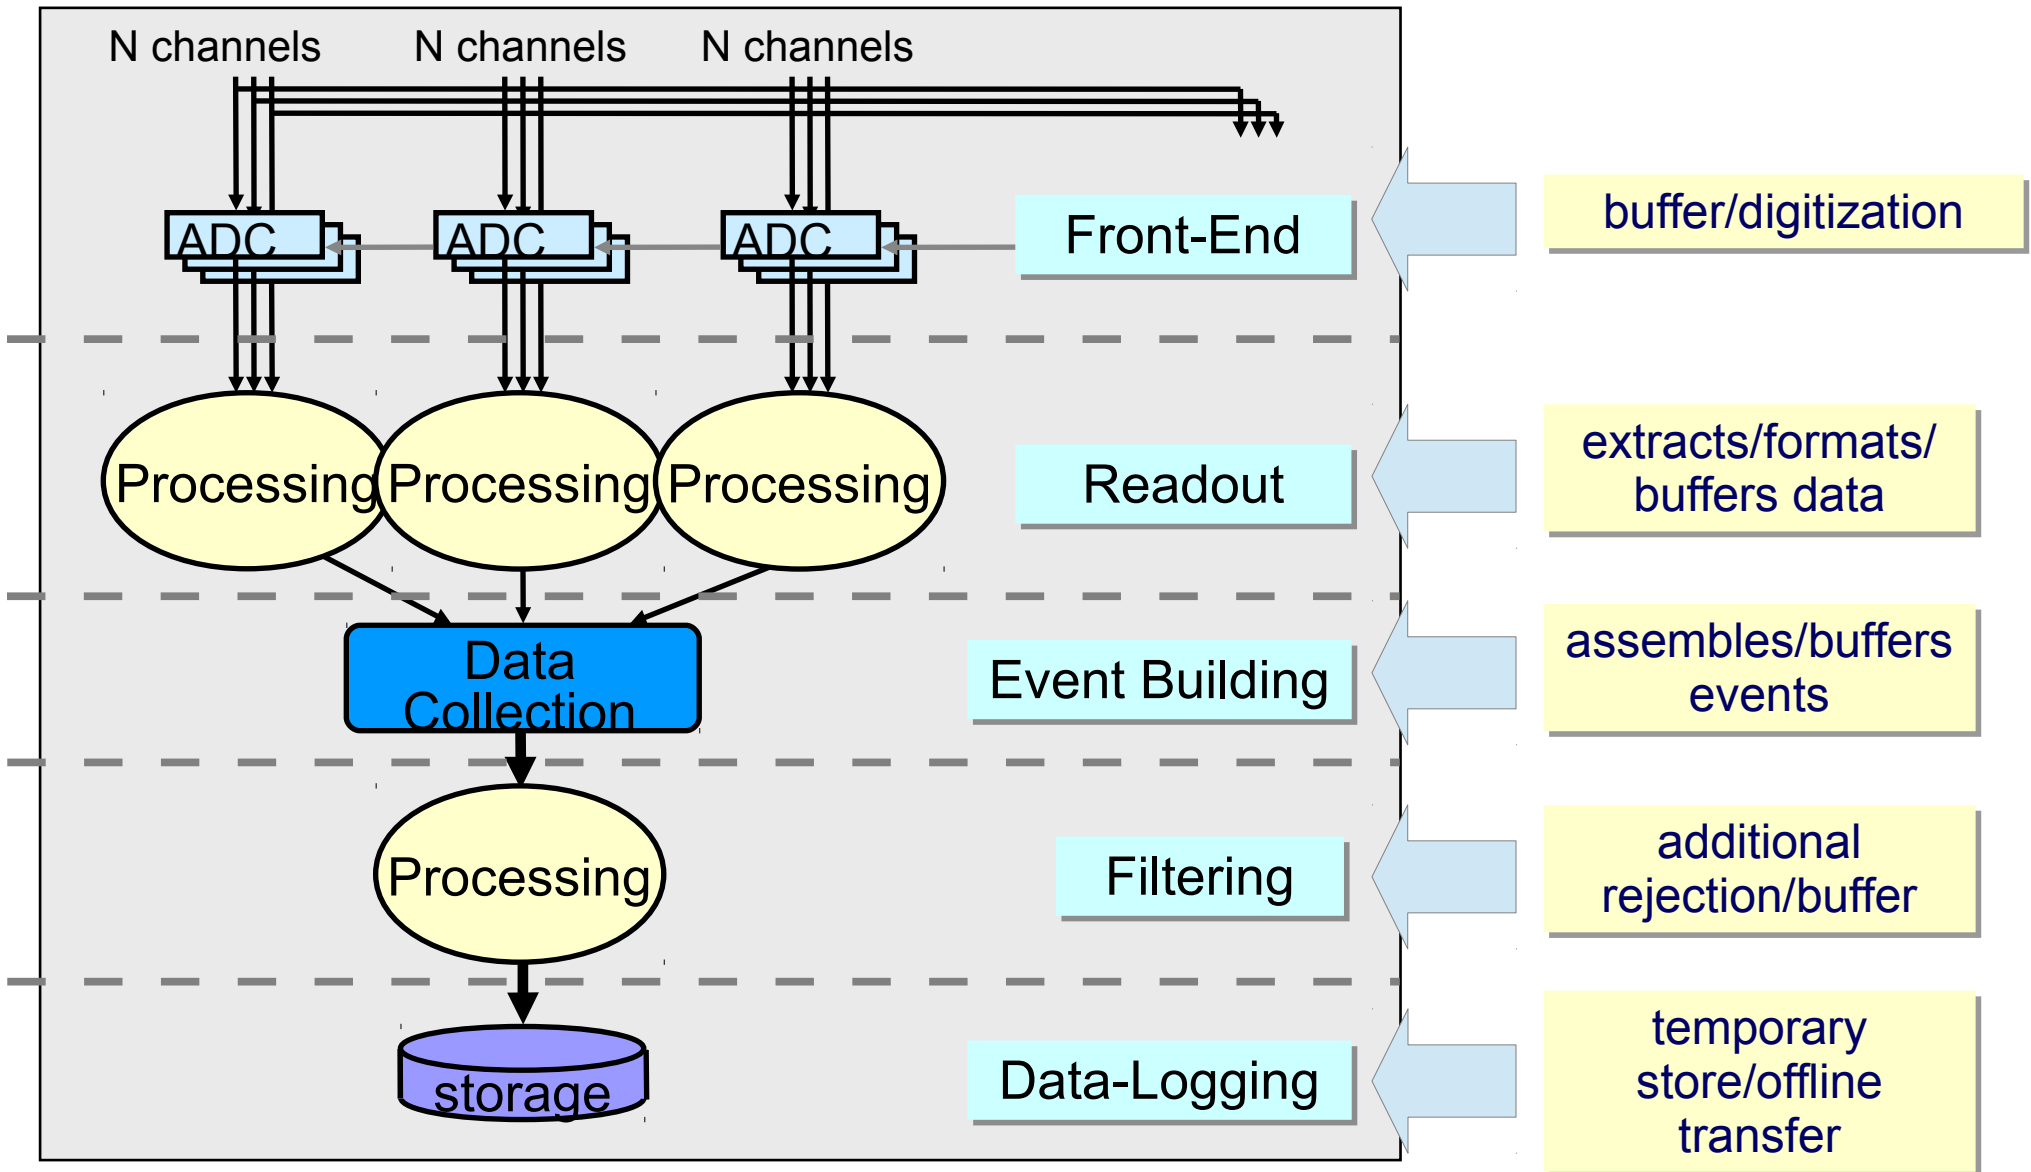 N channels
N channels
N channels
ADC
ADC
ADC
Front-End
buffer/digitization
Processing
Processing
Processing
Readout
extracts/formats/
buffers data
Data
Collection
Event Building
assembles/buffers
events
Processing
Filtering
additional
rejection/buffer
storage
Data-Logging
temporary
store/offline
transfer